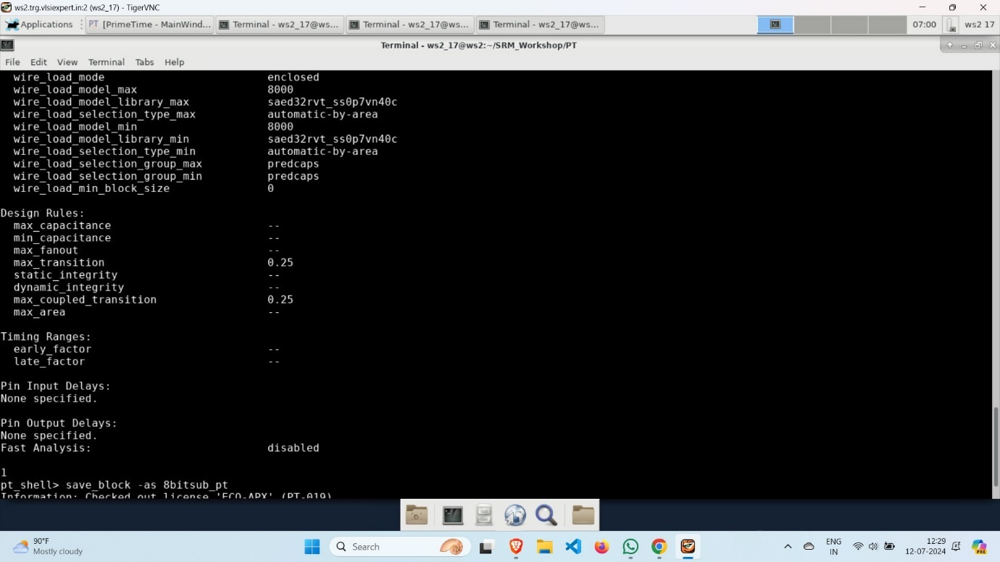 ws2.trg.vlsiexpert.in:2 (ws2_17) - TigerVNC
Applications PT [PrimeTime - MainWind... Terminal - ws2_17@ws... Terminal - ws2_17@ws... Terminal - ws2_17@ws... 07:00 ws2 17
Terminal - ws2_17@ws2:~/SRM_Workshop/PT
File Edit View Terminal Tabs Help
wire_load_mode enclosed
wire_load_model_max 8000
wire_load_model_library_max saed32rvt_ss0p7vn40c
wire_load_selection_type_max automatic-by-area
wire_load_model_min 8000
wire_load_model_library_min saed32rvt_ss0p7vn40c
wire_load_selection_type_min automatic-by-area
wire_load_selection_group_max predcaps
wire_load_selection_group_min predcaps
wire_load_min_block_size 0
Design Rules:
max_capacitance --
min_capacitance --
max_fanout --
max_transition 0.25
static_integrity --
dynamic_integrity --
max_coupled_transition 0.25
max_area --
Timing Ranges:
early_factor --
late_factor --
Pin Input Delays:
None specified.
Pin Output Delays:
None specified.
Fast Analysis: disabled
1
pt_shell> save_block -as 8bitsub_pt
Information: Checked out license 'ECO-APX' (PT-019)
90°F
Mostly cloudy
Search
ENG
IN
12:29
12-07-2024
PRE